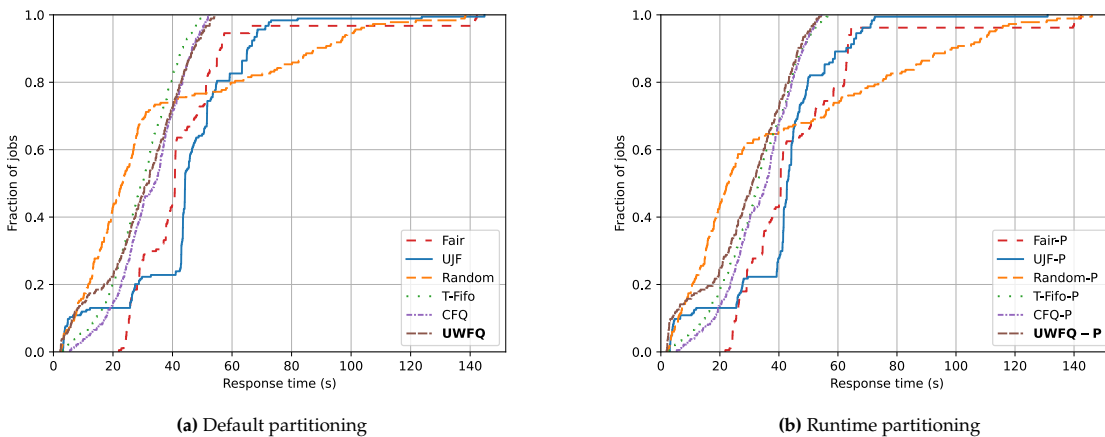 1.0
0.8
0.6
0.4
0.2
0.0
Fraction of jobs
0 20 40 60 80 100 120 140
Response time (s)
Fair
UJF
Random
T-Fifo
CFQ
UWFQ
(a) Default partitioning
1.0
0.8
0.6
0.4
0.2
0.0
Fraction of jobs
0 20 40 60 80 100 120 140
Response time (s)
Fair-P
UJF-P
Random-P
T-Fifo-P
CFQ-P
UWFQ − P
(b) Runtime partitioning